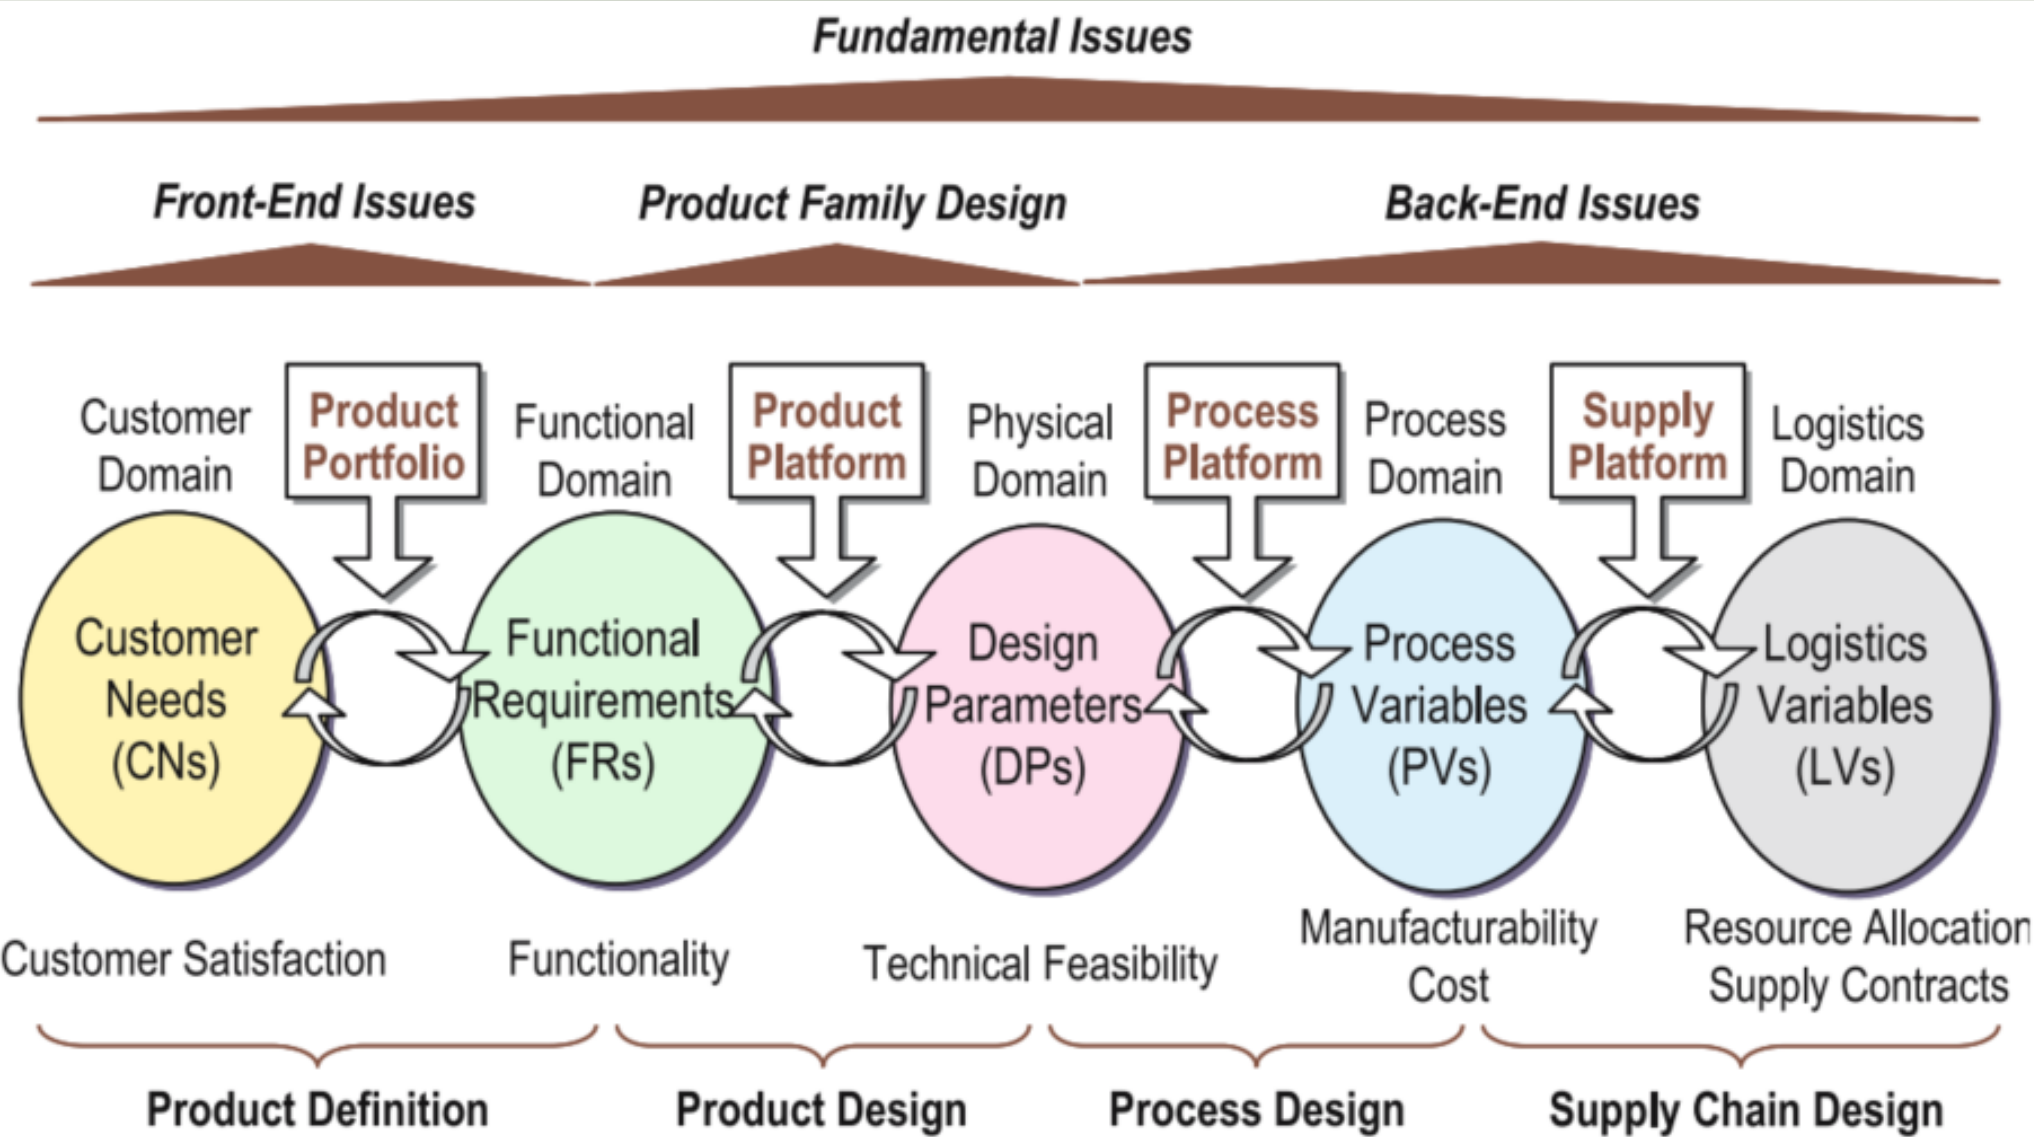 Fundamental Issues
Front-End Issues
Product Family Design
Back-End Issues
Customer
Domain
Product
Portfolio
Functional
Domain
Product
Platform
Physical
Domain
Process
Platform
Process
Domain
Supply
Platform
Logistics
Domain
Customer
Needs
(CNs)
Functional
Requirements
(FRs)
Design
Parameters
(DPs)
Process
Variables
(PVs)
Logistics
Variables
(LVs)
Customer Satisfaction
Functionality
Technical Feasibility
Manufacturability
Cost
Resource Allocation
Supply Contracts
Product Definition
Product Design
Process Design
Supply Chain Design